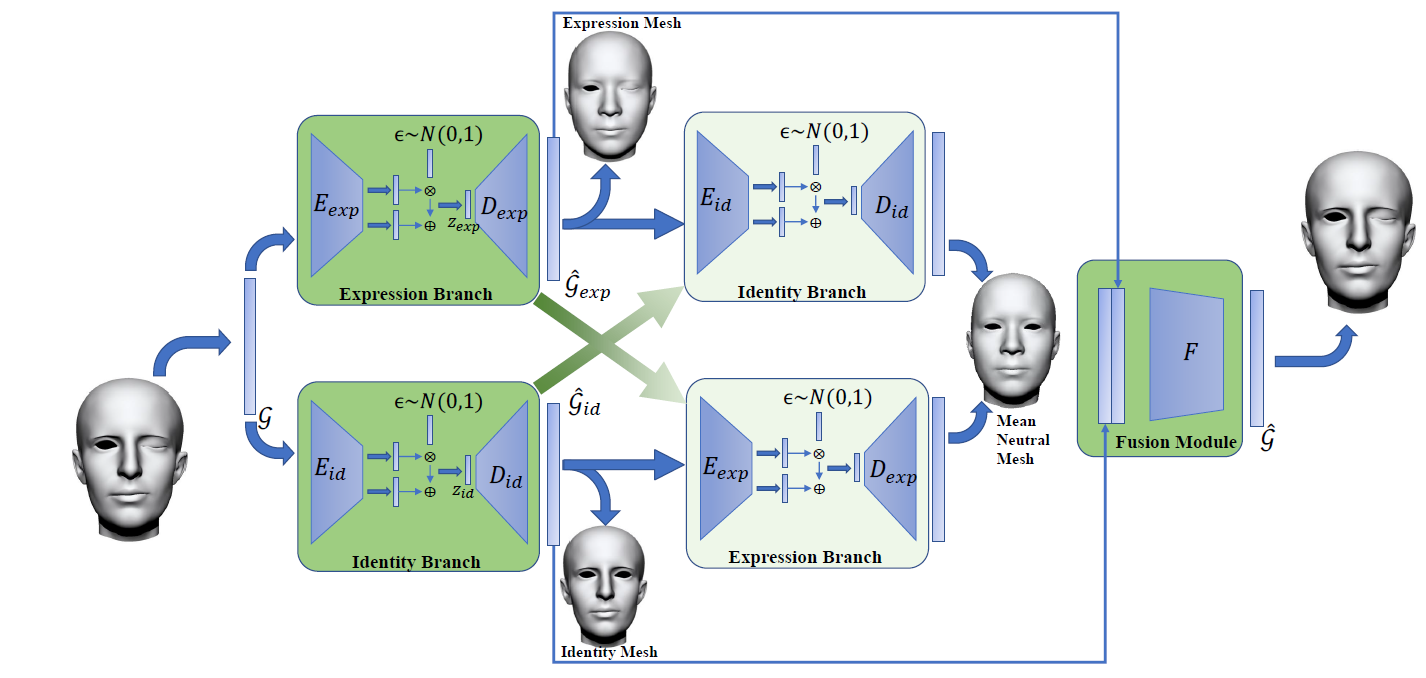 Expression Mesh
ϵ~N(0,1)
E_exp
z_exp
D_exp
Expression Branch
Ĝ_exp
ϵ~N(0,1)
E_id
D_id
Identity Branch
G
ϵ~N(0,1)
E_id
z_id
D_id
Identity Branch
Ĝ_id
Identity Mesh
ϵ~N(0,1)
E_exp
D_exp
Expression Branch
Mean
Neutral
Mesh
F
Fusion Module
Ĝ